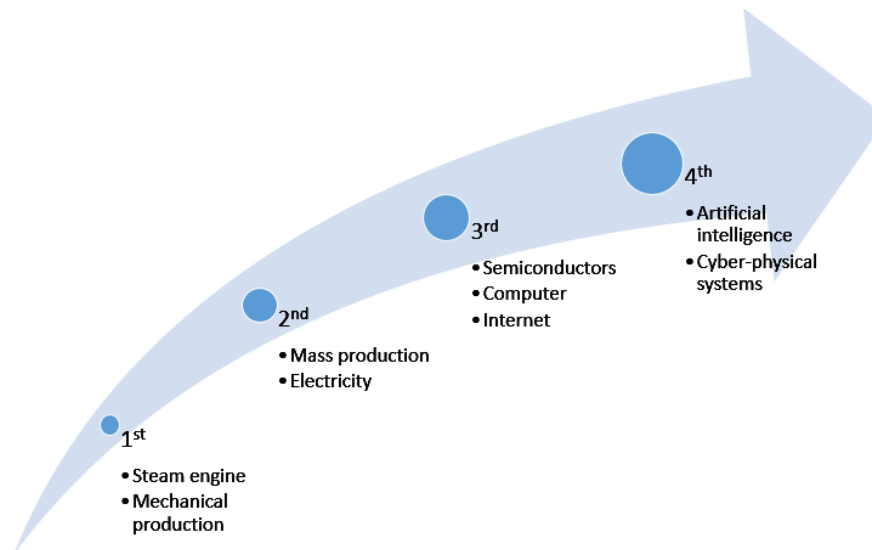 1st
• Steam engine
• Mechanical
production
2nd
• Mass production
• Electricity
3rd
• Semiconductors
• Computer
• Internet
4th
• Artificial
intelligence
• Cyber-physical
systems